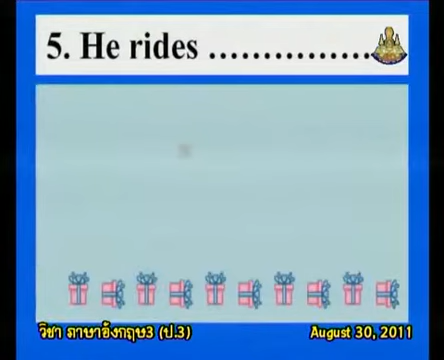 5. He rides ...............
วิชา ภาษาอังกฤษ3 (ป.3)
August 30, 2011